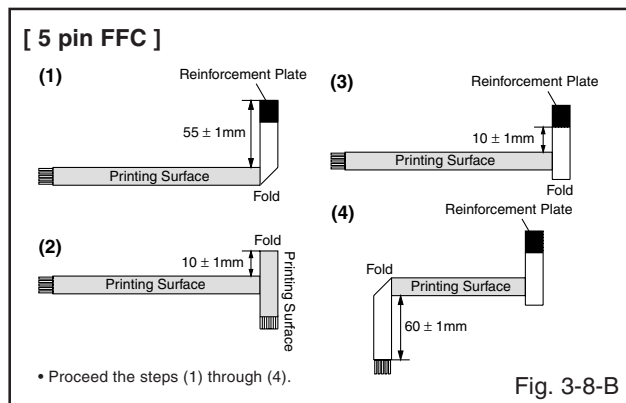 [ 5 pin FFC ]
(1)
Reinforcement Plate
55 ± 1mm
Printing Surface
Fold
(2)
Fold
10 ± 1mm
Printing Surface
Printing Surface
(3)
Reinforcement Plate
10 ± 1mm
Printing Surface
Fold
(4)
Reinforcement Plate
Fold
Printing Surface
60 ± 1mm
• Proceed the steps (1) through (4).
Fig. 3-8-B